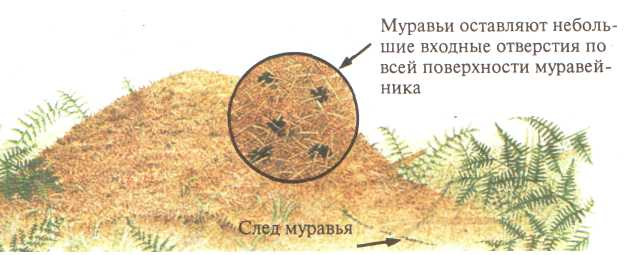 Муравьи оставляют неболь-
шие входные отверстия по
всей поверхности муравей-
ника
След муравья